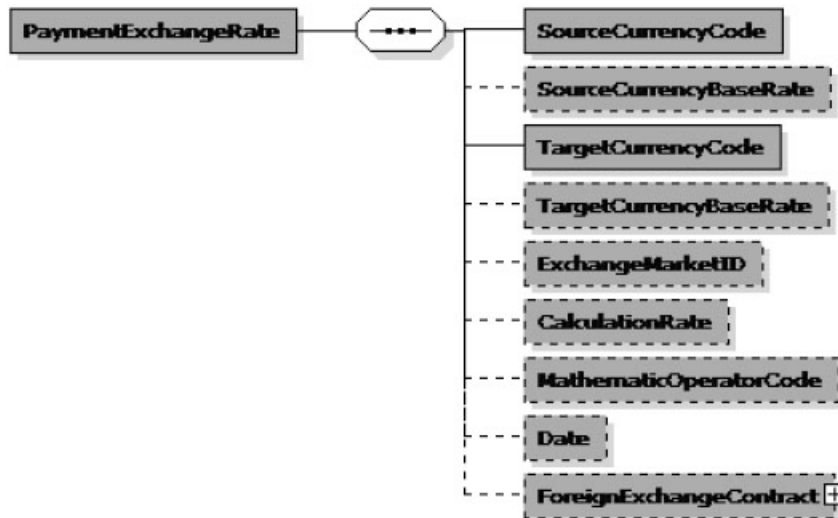 PaymentExchangeRate
SourceCurrencyCode
SourceCurrencyBaseRate
TargetCurrencyCode
TargetCurrencyBaseRate
ExchangeMarketID
CalculationRate
MathematicOperatorCode
Date
ForeignExchangeContract